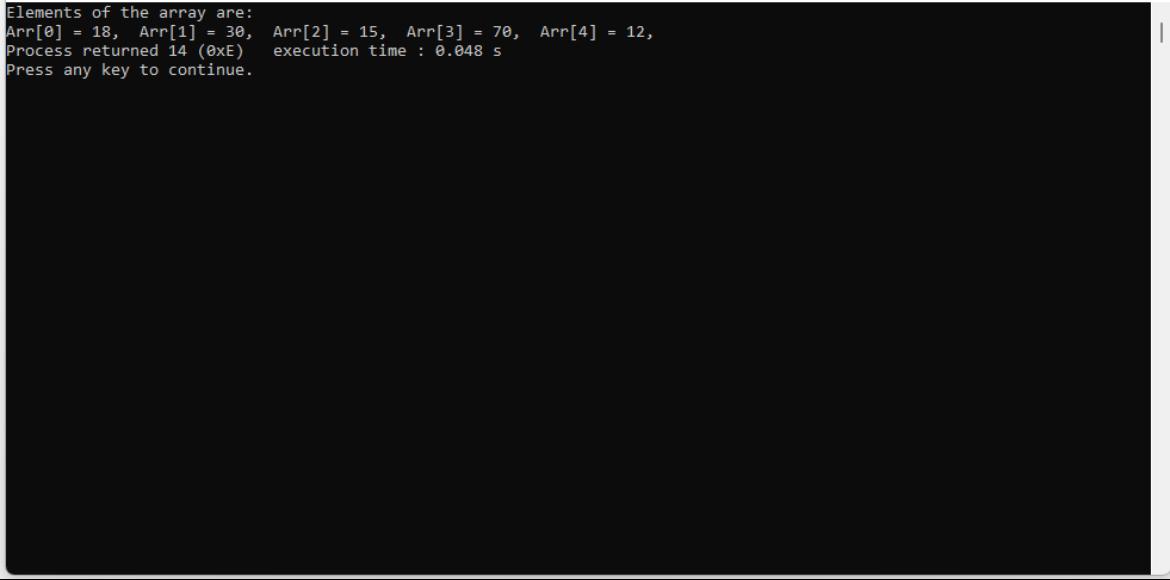 Elements of the array are:
Arr[0] = 18,  Arr[1] = 30,  Arr[2] = 15,  Arr[3] = 70,  Arr[4] = 12,
Process returned 14 (0xE)   execution time : 0.048 s
Press any key to continue.